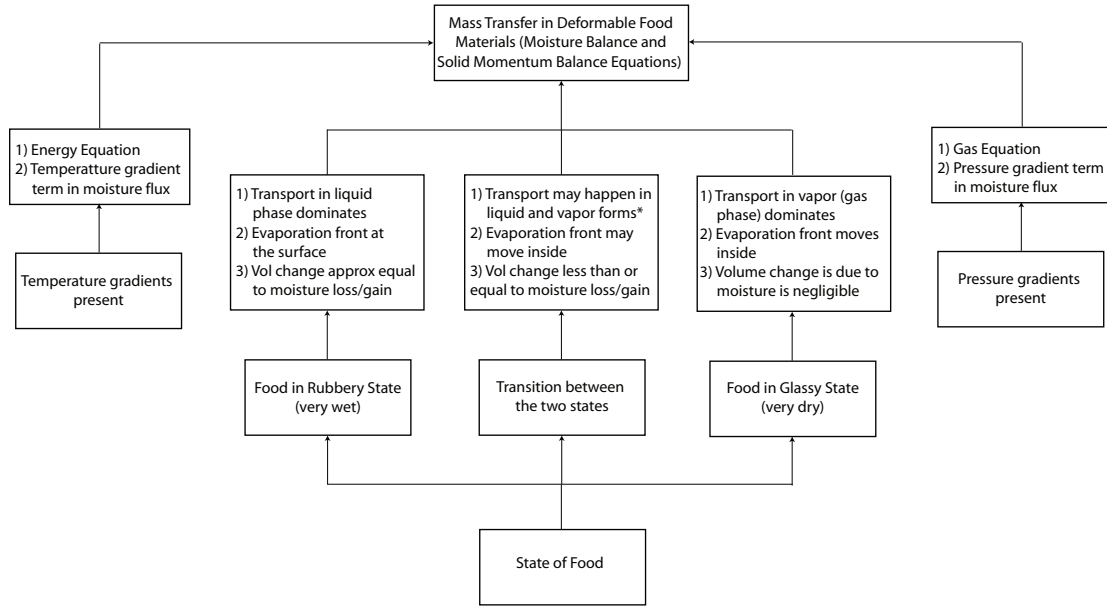 Mass Transfer in Deformable Food
Materials (Moisture Balance and
Solid Momentum Balance Equations)
1) Energy Equation
2) Temperatture gradient
term in moisture flux
1) Transport in liquid
phase dominates
2) Evaporation front at
the surface
3) Vol change approx equal
to moisture loss/gain
1) Transport may happen in
liquid and vapor forms*
2) Evaporation front may
move inside
3) Vol change less than or
equal to moisture loss/gain
1) Transport in vapor (gas
phase) dominates
2) Evaporation front moves
inside
3) Volume change is due to
moisture is negligible
1) Gas Equation
2) Pressure gradient term
in moisture flux
Temperature gradients
present
Pressure gradients
present
Food in Rubbery State
(very wet)
Transition between
the two states
Food in Glassy State
(very dry)
State of Food